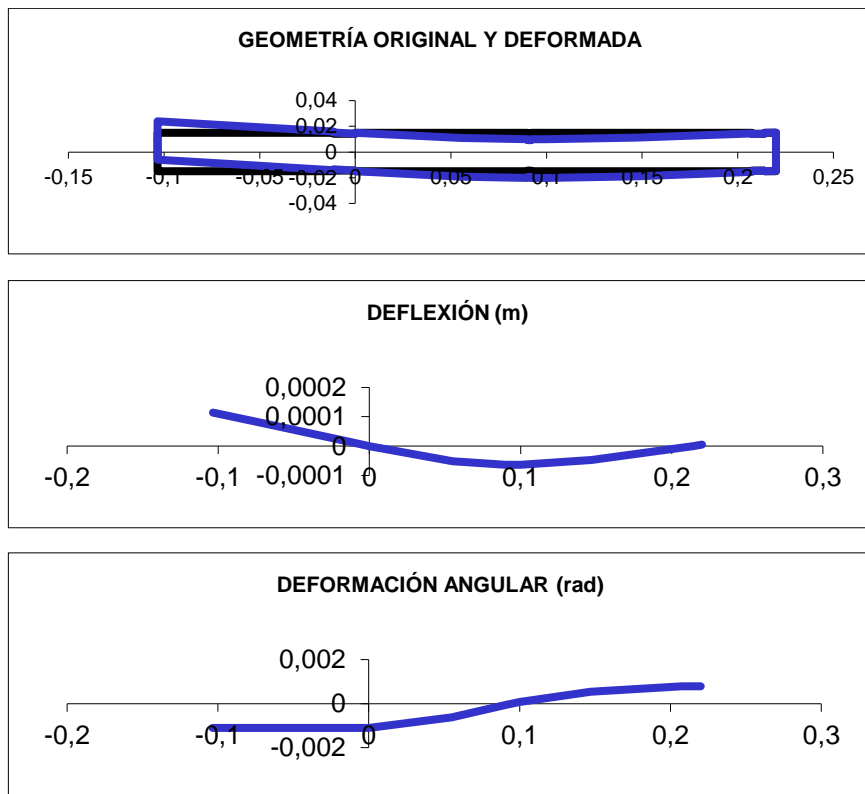 GEOMETRÍA ORIGINAL Y DEFORMADA
0,04
0,02
0
-0,15 -0,1 -0,05 -0,02 0 0,05 0,1 0,15 0,2 0,25
-0,04
DEFLEXIÓN (m)
0,0002
0,0001
0
-0,2 -0,1 -0,0001 0 0,1 0,2 0,3
DEFORMACIÓN ANGULAR (rad)
0,002
0
-0,2 -0,1 -0,002 0 0,1 0,2 0,3